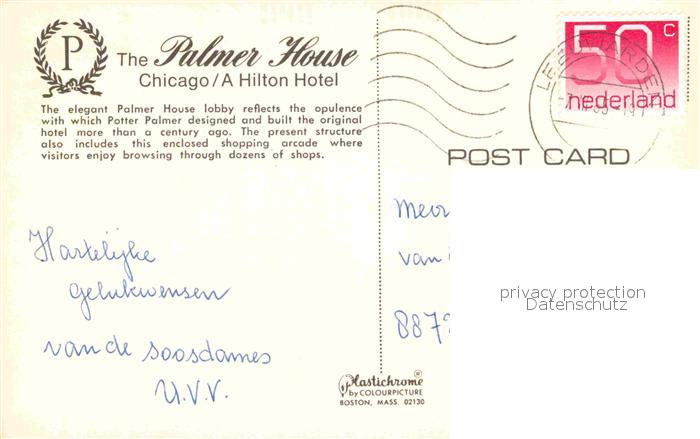 P
The Palmer House
Chicago/A Hilton Hotel
The elegant Palmer House lobby reflects the opulence
with which Potter Palmer designed and built the original
hotel more than a century ago. The present structure
also includes this enclosed shopping arcade where
visitors enjoy browsing through dozens of shops.
50 c
nederland
LEEUWARDEN
POST CARD
Hartelijke
gelukwensen
van de soosdames
U.V.V.
van
887
privacy protection
Datenschutz
Plastichrome ®
by COLOURPICTURE
BOSTON, MASS. 02130